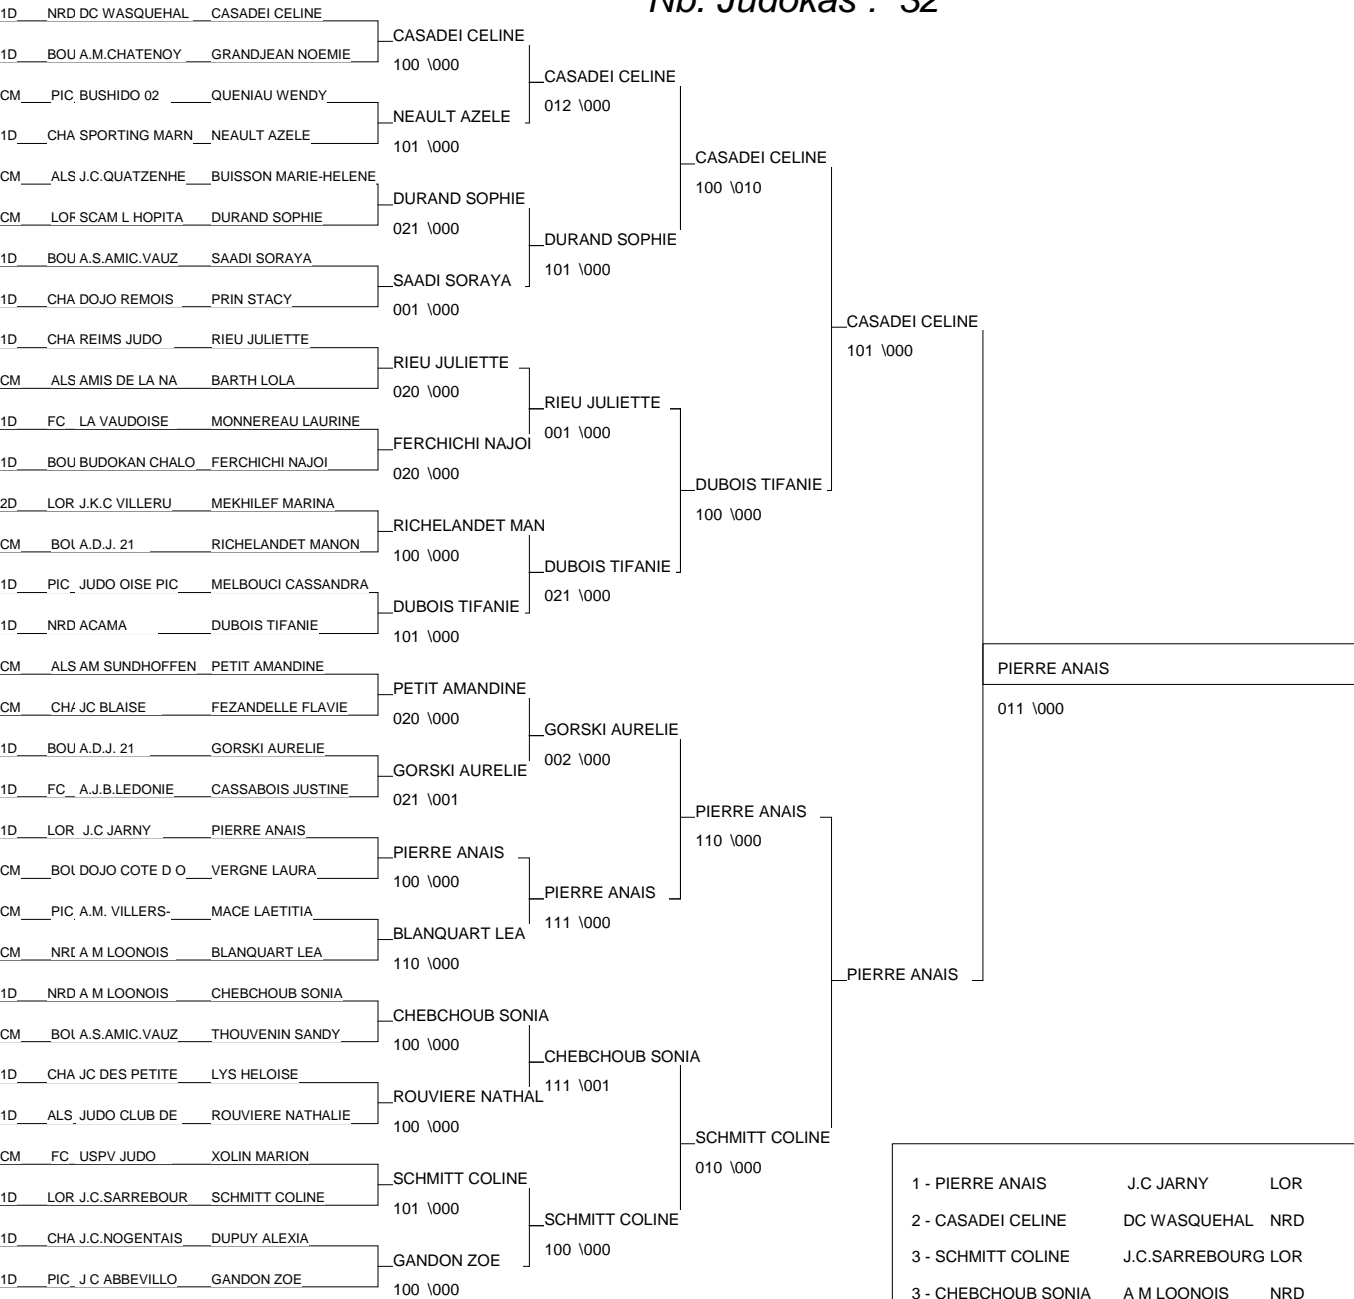 Nb. Judokas : 32
1D NRD DC WASQUEHAL CASADEI CELINE
CASADEI CELINE
1D BOU A.M.CHATENOY GRANDJEAN NOEMIE
100 \000
CASADEI CELINE
CM PIC BUSHIDO 02 QUENIAU WENDY
012 \000
NEAULT AZELE
1D CHA SPORTING MARN NEAULT AZELE
101 \000
CASADEI CELINE
CM ALS J.C.QUATZENHE BUISSON MARIE-HELENE
100 \010
DURAND SOPHIE
CM LOR SCAM L HOPITA DURAND SOPHIE
021 \000
DURAND SOPHIE
1D BOU A.S.AMIC.VAUZ SAADI SORAYA
101 \000
SAADI SORAYA
1D CHA DOJO REMOIS PRIN STACY
001 \000
CASADEI CELINE
1D CHA REIMS JUDO RIEU JULIETTE
101 \000
RIEU JULIETTE
CM ALS AMIS DE LA NA BARTH LOLA
020 \000
RIEU JULIETTE
1D FC LA VAUDOISE MONNEREAU LAURINE
001 \000
FERCHICHI NAJOI
1D BOU BUDOKAN CHALO FERCHICHI NAJOI
020 \000
DUBOIS TIFANIE
2D LOR J.K.C VILLERU MEKHILEF MARINA
100 \000
RICHELANDET MAN
CM BOU A.D.J. 21 RICHELANDET MANON
100 \000
DUBOIS TIFANIE
1D PIC JUDO OISE PIC MELBOUCI CASSANDRA
021 \000
DUBOIS TIFANIE
1D NRD ACAMA DUBOIS TIFANIE
101 \000
CM ALS AM SUNDHOFFEN PETIT AMANDINE
PIERRE ANAIS
PETIT AMANDINE
CM CHA JC BLAISE FEZANDELLE FLAVIE
011 \000
020 \000
GORSKI AURELIE
1D BOU A.D.J. 21 GORSKI AURELIE
002 \000
GORSKI AURELIE
1D FC A.J.B.LEDONIE CASSABOIS JUSTINE
021 \001
PIERRE ANAIS
1D LOR J.C JARNY PIERRE ANAIS
110 \000
PIERRE ANAIS
CM BOU DOJO COTE D O VERGNE LAURA
100 \000
PIERRE ANAIS
CM PIC A.M. VILLERS- MACE LAETITIA
111 \000
BLANQUART LEA
CM NRD A M LOONOIS BLANQUART LEA
110 \000
PIERRE ANAIS
1D NRD A M LOONOIS CHEBCHOUB SONIA
CHEBCHOUB SONIA
CM BOU A.S.AMIC.VAUZ THOUVENIN SANDY
100 \000
CHEBCHOUB SONIA
1D CHA JC DES PETITE LYS HELOISE
111 \001
ROUVIERE NATHAL
1D ALS JUDO CLUB DE ROUVIERE NATHALIE
100 \000
SCHMITT COLINE
CM FC USPV JUDO XOLIN MARION
010 \000
SCHMITT COLINE
1D LOR J.C.SARREBOUR SCHMITT COLINE
101 \000
SCHMITT COLINE
1D CHA J.C.NOGENTAIS DUPUY ALEXIA
100 \000
GANDON ZOE
1D PIC J C ABBEVILLO GANDON ZOE
100 \000
1 - PIERRE ANAIS J.C JARNY LOR
2 - CASADEI CELINE DC WASQUEHAL NRD
3 - SCHMITT COLINE J.C.SARREBOURG LOR
3 - CHEBCHOUB SONIA A M LOONOIS NRD